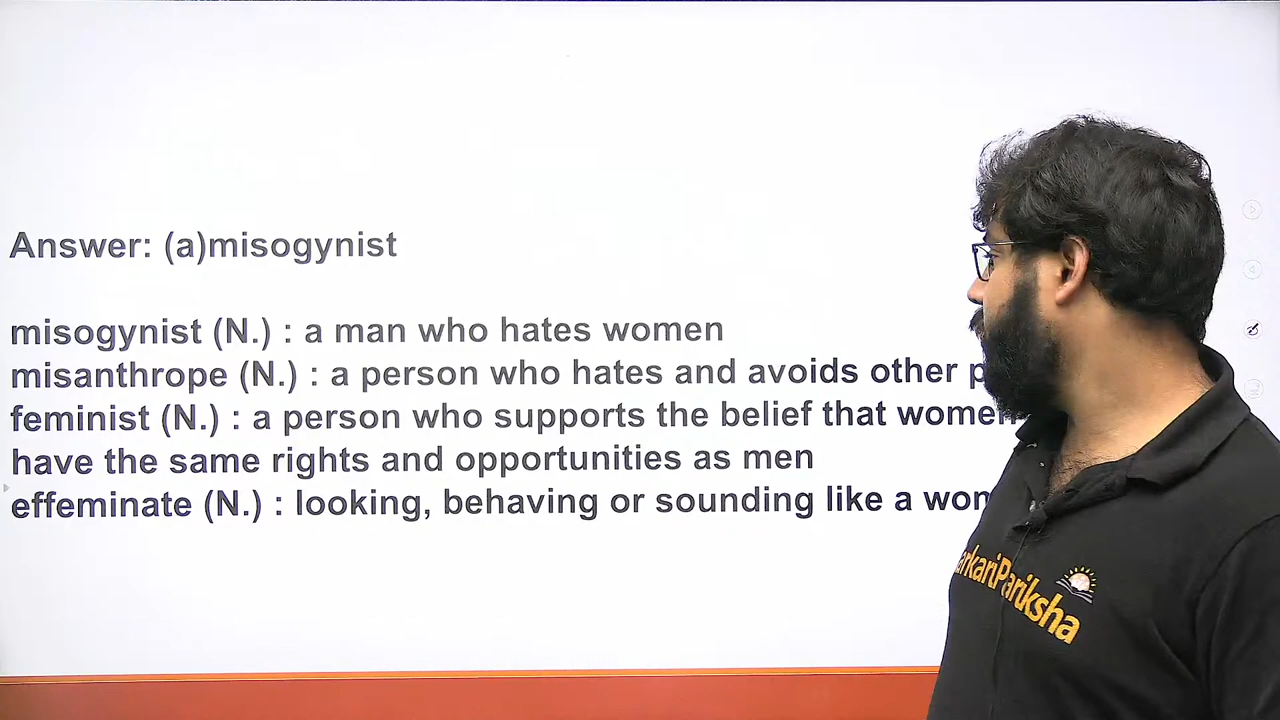 Answer: (a)misogynist
misogynist (N.) : a man who hates women
misanthrope (N.) : a person who hates and avoids other
feminist (N.) : a person who supports the belief that women
have the same rights and opportunities as men
effeminate (N.) : looking, behaving or sounding like a
arkariPariksha